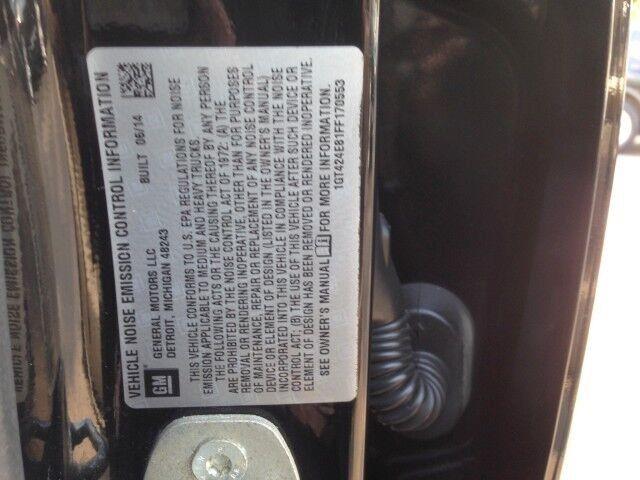 VEHICLE NOISE EMISSION CONTROL INFORMATION
GM
GENERAL MOTORS LLC
DETROIT, MICHIGAN 48243
BUILT 06/14
THIS VEHICLE CONFORMS TO U.S. EPA REGULATIONS FOR NOISE
EMISSION APPLICABLE TO MEDIUM AND HEAVY TRUCKS.
THE FOLLOWING ACTS OR THE CAUSING THEREOF BY ANY PERSON
ARE PROHIBITED BY THE NOISE CONTROL ACT OF 1972: (A) THE
REMOVAL OR RENDERING INOPERATIVE, OTHER THAN FOR PURPOSES
OF MAINTENANCE, REPAIR OR REPLACEMENT OF ANY NOISE CONTROL
DEVICE OR ELEMENT OF DESIGN (LISTED IN THE OWNER'S MANUAL)
INCORPORATED INTO THIS VEHICLE IN COMPLIANCE WITH THE NOISE
CONTROL ACT; (B) THE USE OF THIS VEHICLE AFTER SUCH DEVICE OR
ELEMENT OF DESIGN HAS BEEN REMOVED OR RENDERED INOPERATIVE.
SEE OWNER'S MANUAL FOR MORE INFORMATION.
1GT424E81FF170553